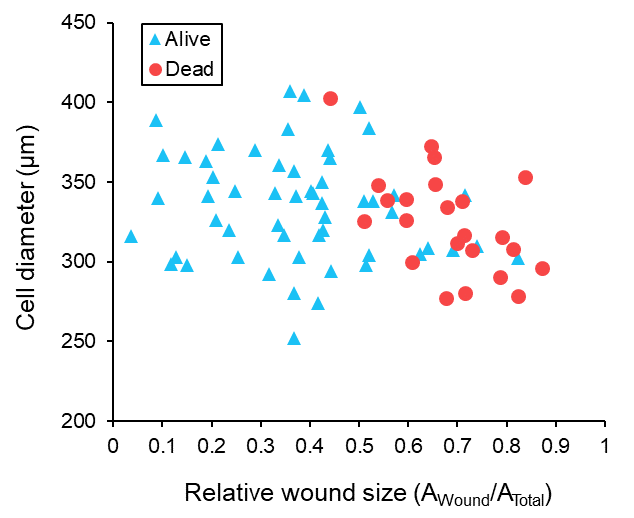 450
400
350
300
250
200
Cell diameter (µm)
Alive
Dead
0 0.1 0.2 0.3 0.4 0.5 0.6 0.7 0.8 0.9 1
Relative wound size (AWound/ATotal)